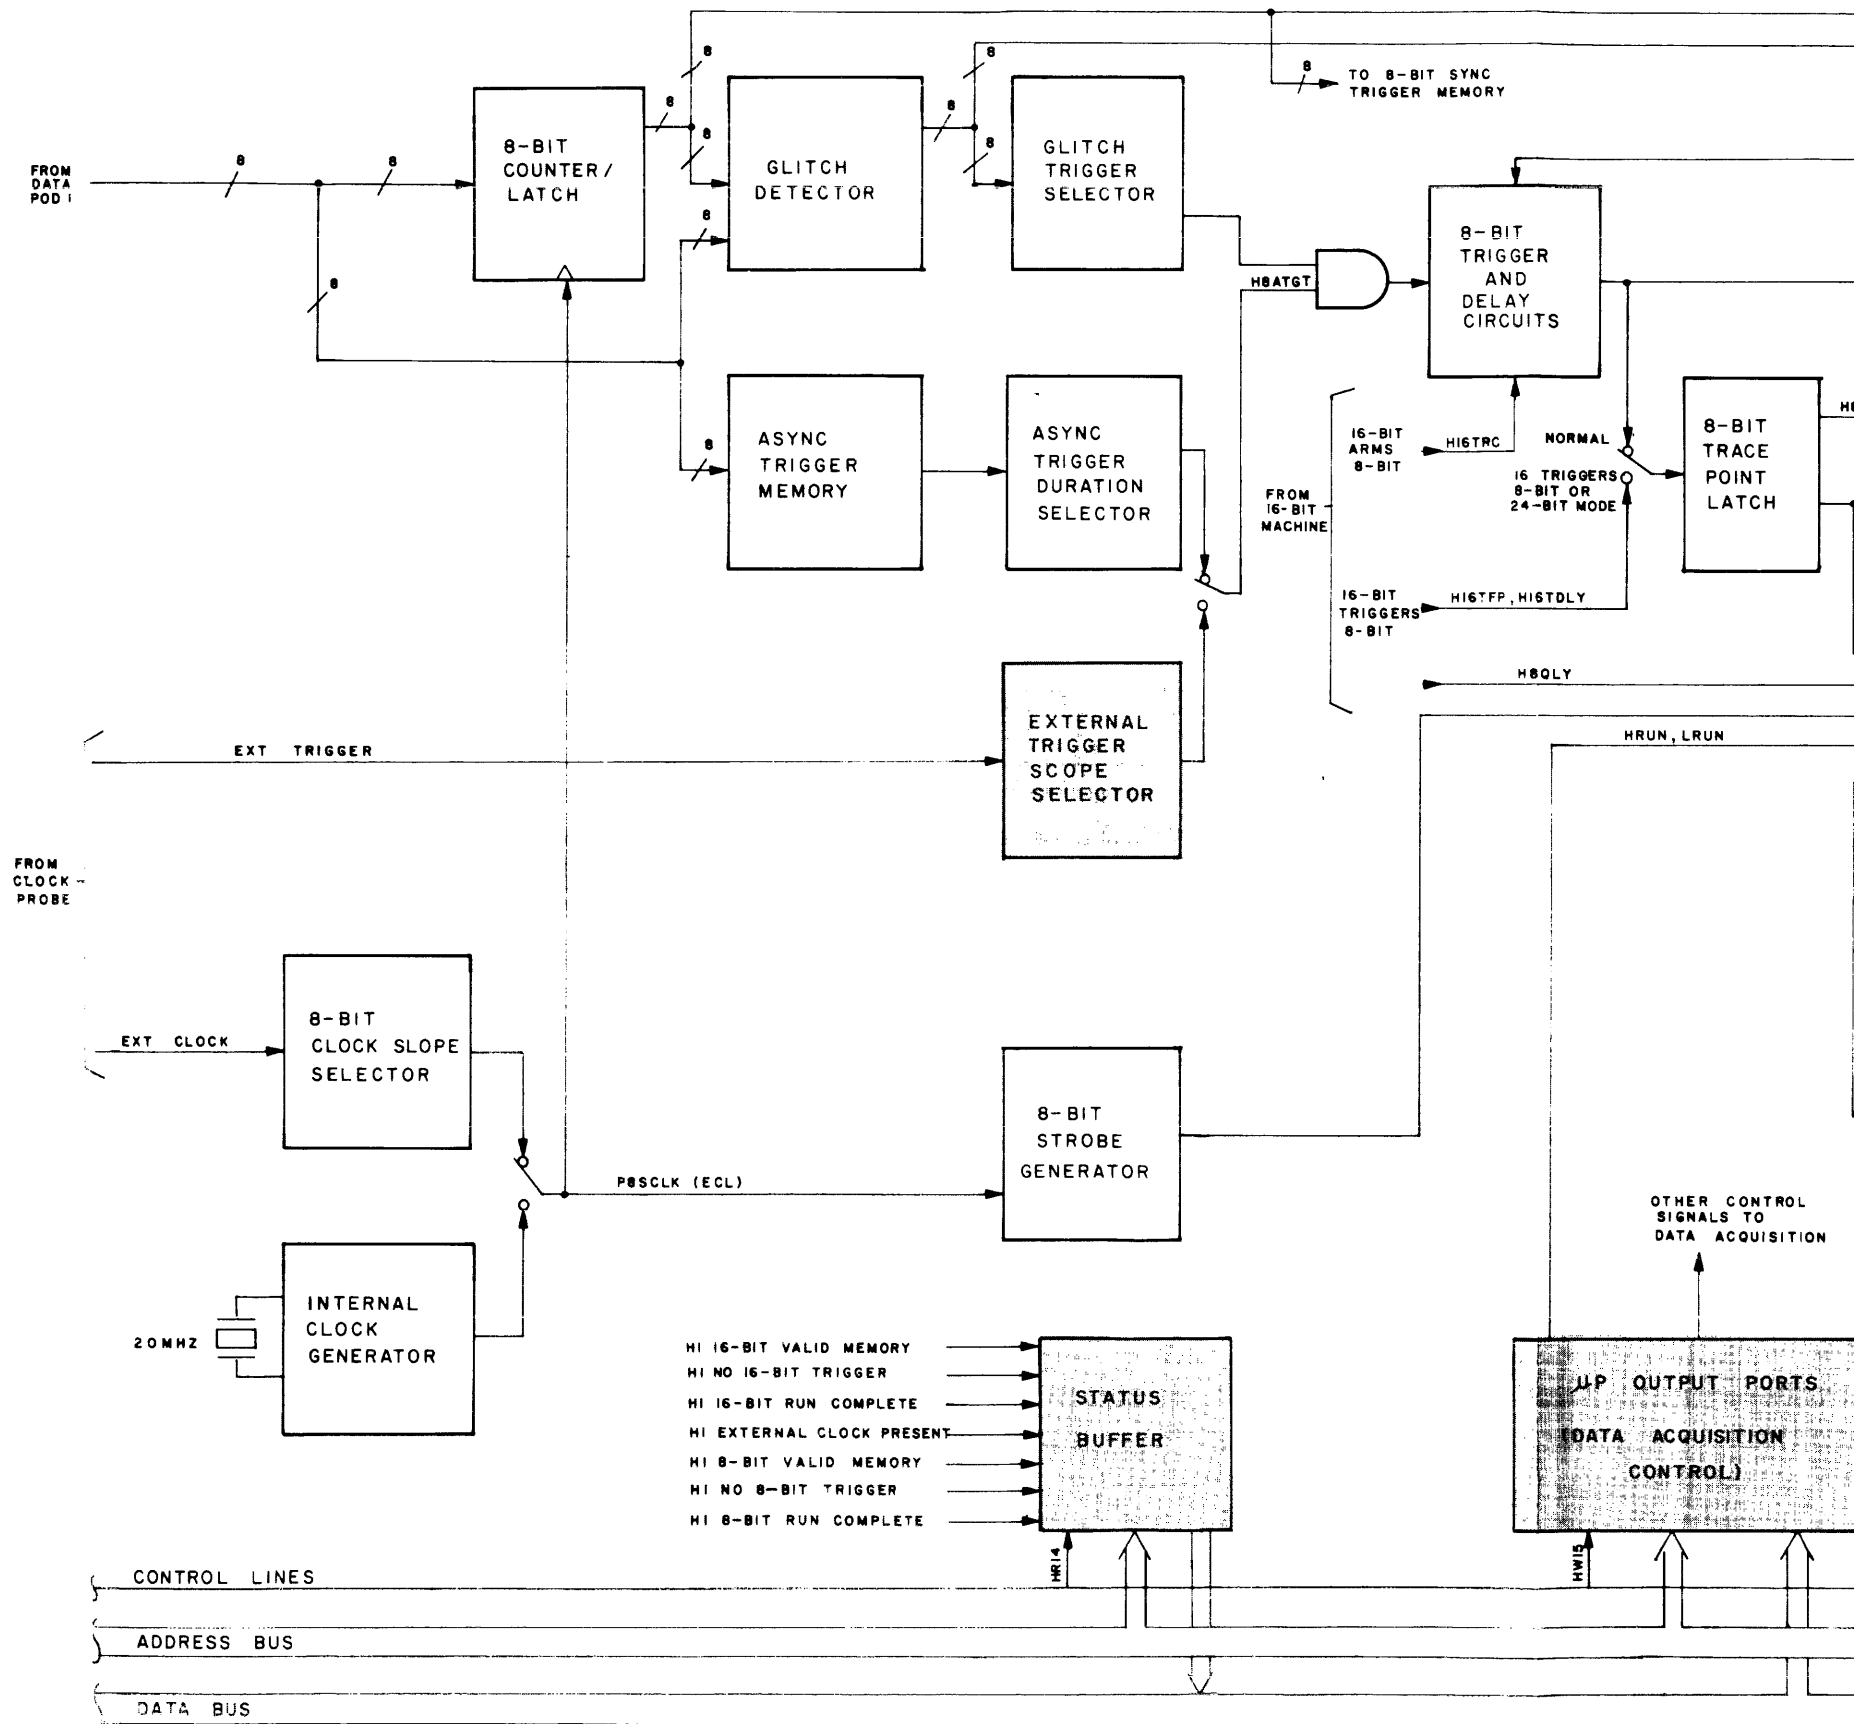 8
8
8
TO 8-BIT SYNC
TRIGGER MEMORY
8
8
8-BIT
COUNTER/
LATCH
8
8
GLITCH
DETECTOR
8
GLITCH
TRIGGER
SELECTOR
FROM
DATA
POD 1
8
8
8
8
H8ATGT
8-BIT
TRIGGER
AND
DELAY
CIRCUITS
8
ASYNC
TRIGGER
MEMORY
ASYNC
TRIGGER
DURATION
SELECTOR
FROM
16-BIT
MACHINE
16-BIT
ARMS
8-BIT
H16TRC
NORMAL
16 TRIGGERS
8-BIT OR
24-BIT MODE
8-BIT
TRACE
POINT
LATCH
16-BIT
TRIGGERS
8-BIT
H16TFP, H16TDLY
H8QLY
HRUN, LRUN
EXT TRIGGER
EXTERNAL
TRIGGER
SCOPE
SELECTOR
FROM
CLOCK
PROBE
EXT CLOCK
8-BIT
CLOCK SLOPE
SELECTOR
P8SCLK (ECL)
8-BIT
STROBE
GENERATOR
OTHER CONTROL
SIGNALS TO
DATA ACQUISITION
20MHZ
INTERNAL
CLOCK
GENERATOR
HI 16-BIT VALID MEMORY
HI NO 16-BIT TRIGGER
HI 16-BIT RUN COMPLETE
HI EXTERNAL CLOCK PRESENT
HI 8-BIT VALID MEMORY
HI NO 8-BIT TRIGGER
HI 8-BIT RUN COMPLETE
STATUS
BUFFER
μP OUTPUT PORTS
(DATA ACQUISITION
CONTROL)
HR14
HW15
CONTROL LINES
ADDRESS BUS
DATA BUS